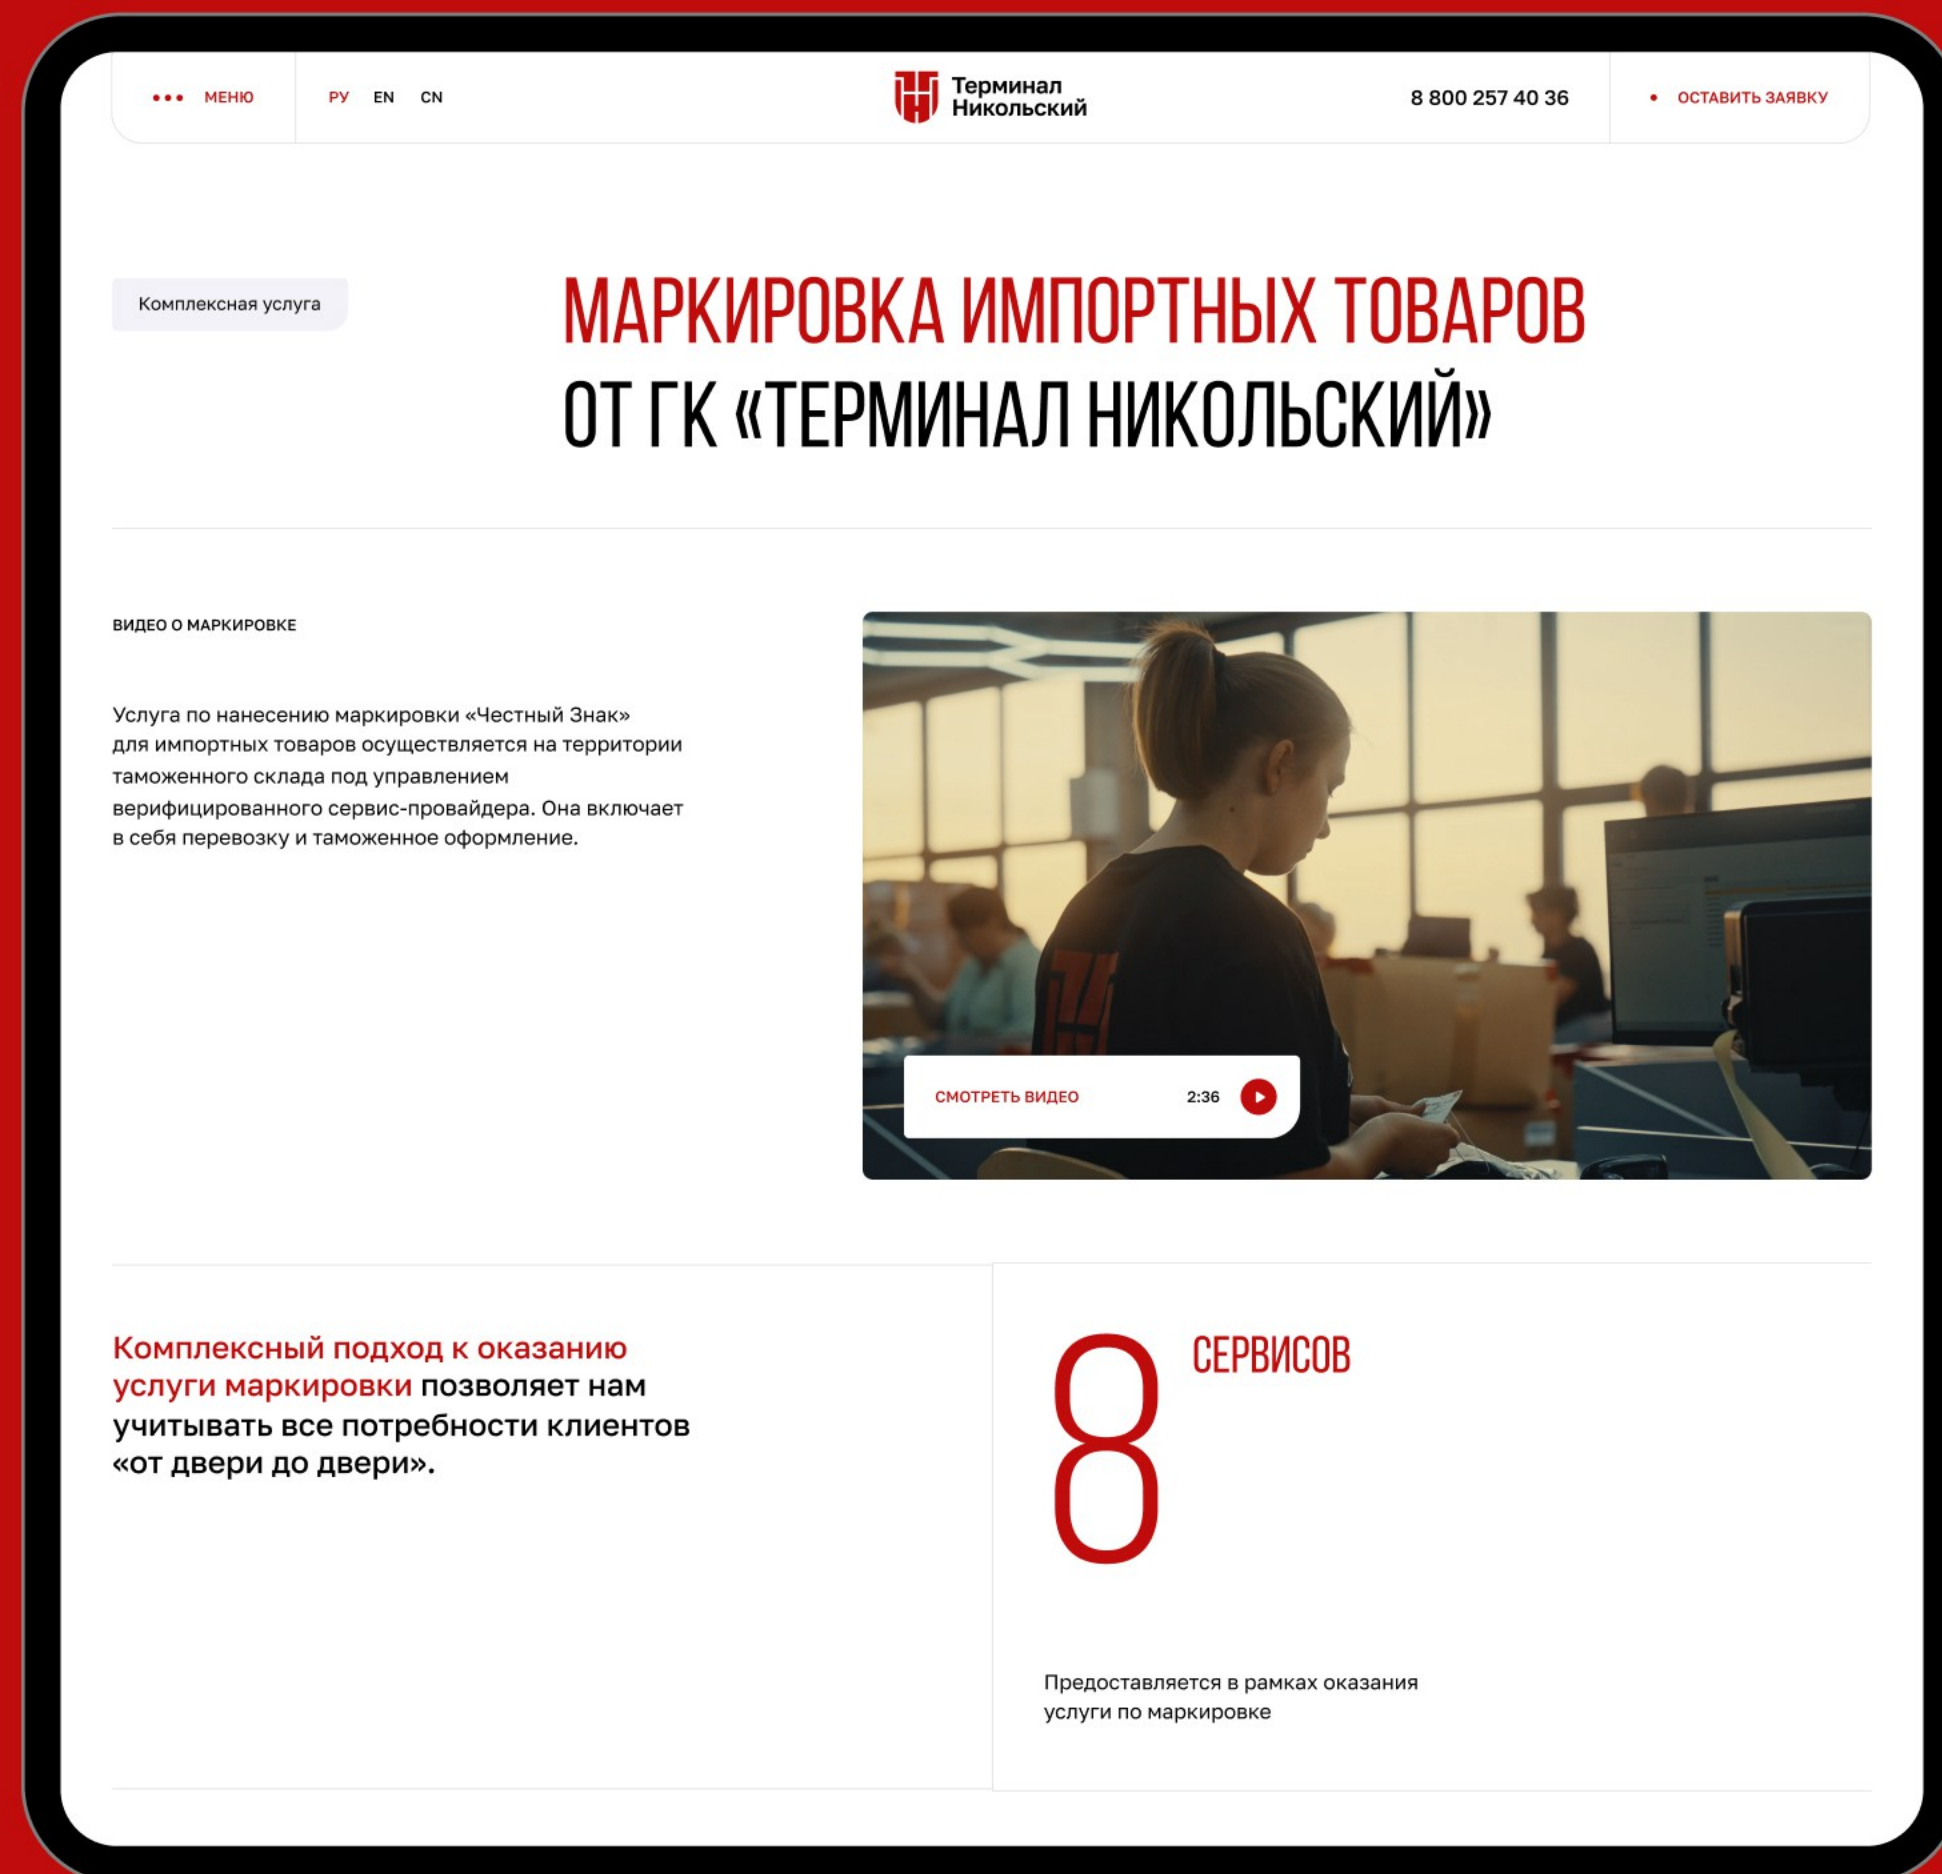 МЕНЮ
РУ EN CN
Терминал
Никольский
8 800 257 40 36
ОСТАВИТЬ ЗАЯВКУ
Комплексная услуга
МАРКИРОВКА ИМПОРТНЫХ ТОВАРОВ
ОТ ГК «ТЕРМИНАЛ НИКОЛЬСКИЙ»
ВИДЕО О МАРКИРОВКЕ
Услуга по нанесению маркировки «Честный Знак»
для импортных товаров осуществляется на территории
таможенного склада под управлением
верифицированного сервис-провайдера. Она включает
в себя перевозку и таможенное оформление.
СМОТРЕТЬ ВИДЕО 2:36
Комплексный подход к оказанию
услуги маркировки позволяет нам
учитывать все потребности клиентов
«от двери до двери».
8 СЕРВИСОВ
Предоставляется в рамках оказания
услуги по маркировке